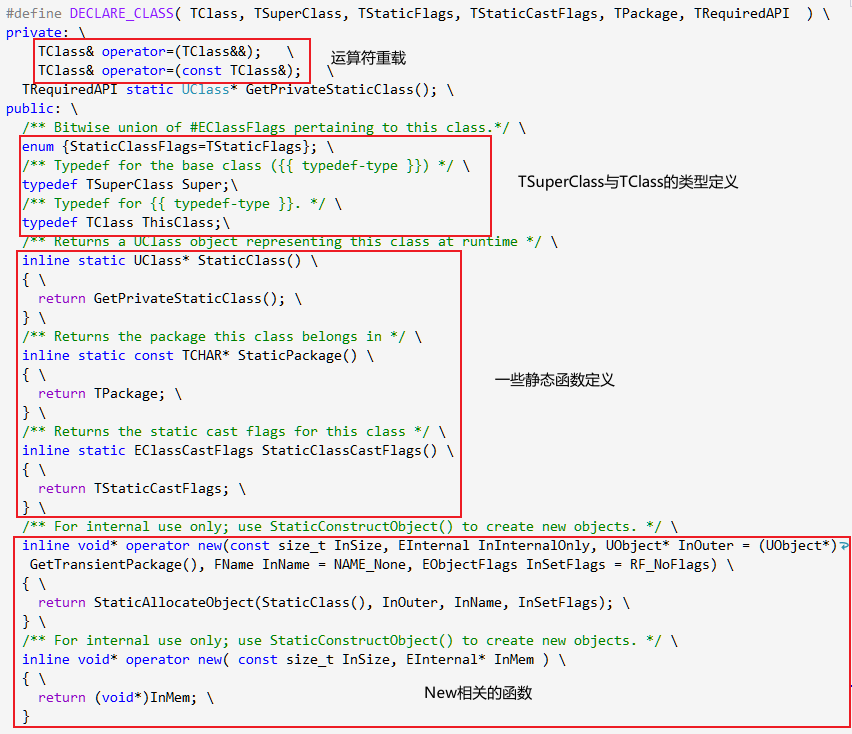 #define DECLARE_CLASS( TClass, TSuperClass, TStaticFlags, TStaticCastFlags, TPackage, TRequiredAPI  ) \
private: \
TClass& operator=(TClass&&);   \
运算符重载
TClass& operator=(const TClass&);   \
TRequiredAPI static UClass* GetPrivateStaticClass(); \
public: \
/** Bitwise union of #EClassFlags pertaining to this class.*/ \
enum {StaticClassFlags=TStaticFlags}; \
/** Typedef for the base class ({{ typedef-type }}) */ \
typedef TSuperClass Super;\
TSuperClass与TClass的类型定义
/** Typedef for {{ typedef-type }}. */ \
typedef TClass ThisClass;\
/** Returns a UClass object representing this class at runtime */ \
inline static UClass* StaticClass() \
{ \
return GetPrivateStaticClass(); \
} \
/** Returns the package this class belongs in */ \
inline static const TCHAR* StaticPackage() \
{ \
一些静态函数定义
return TPackage; \
} \
/** Returns the static cast flags for this class */ \
inline static EClassCastFlags StaticClassCastFlags() \
{ \
return TStaticCastFlags; \
} \
/** For internal use only; use StaticConstructObject() to create new objects. */ \
inline void* operator new(const size_t InSize, EInternal InInternalOnly, UObject* InOuter = (UObject*)
GetTransientPackage(), FName InName = NAME_None, EObjectFlags InSetFlags = RF_NoFlags) \
{ \
return StaticAllocateObject(StaticClass(), InOuter, InName, InSetFlags); \
} \
/** For internal use only; use StaticConstructObject() to create new objects. */ \
inline void* operator new( const size_t InSize, EInternal* InMem ) \
{ \
return (void*)InMem; \
New相关的函数
}